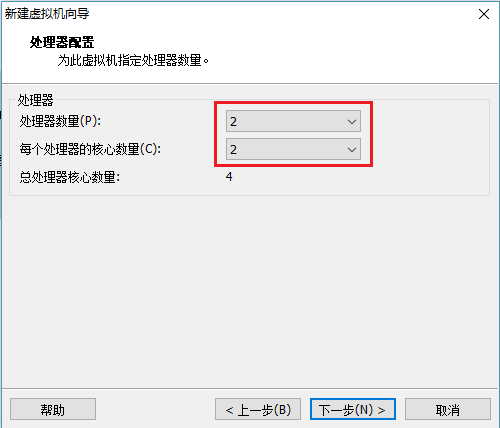 新建虚拟机向导
处理器配置
为此虚拟机指定处理器数量。
处理器
处理器数量(P): 2
每个处理器的核心数量(C): 2
总处理器核心数量: 4
帮助 < 上一步(B) 下一步(N) > 取消